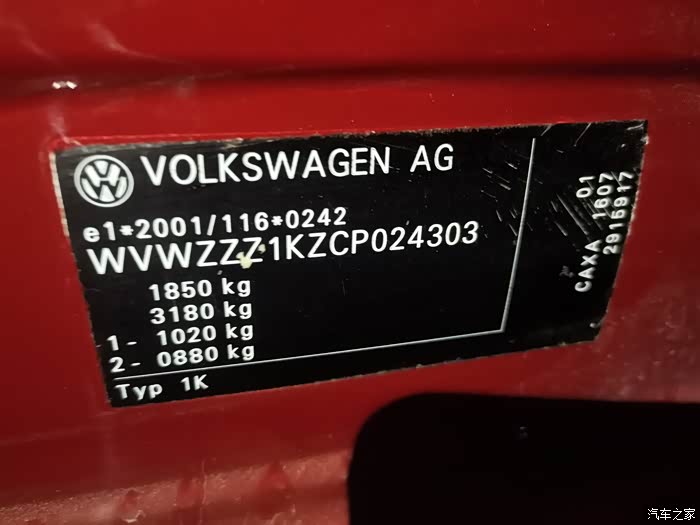 VOLKSWAGEN AG
e1*2001/116*0242
WVWZZZ1KZCP024303
1850 kg
3180 kg
1 - 1020 kg
2 - 0880 kg
Typ 1K
01
CAXA 1607
2915917
汽车之家